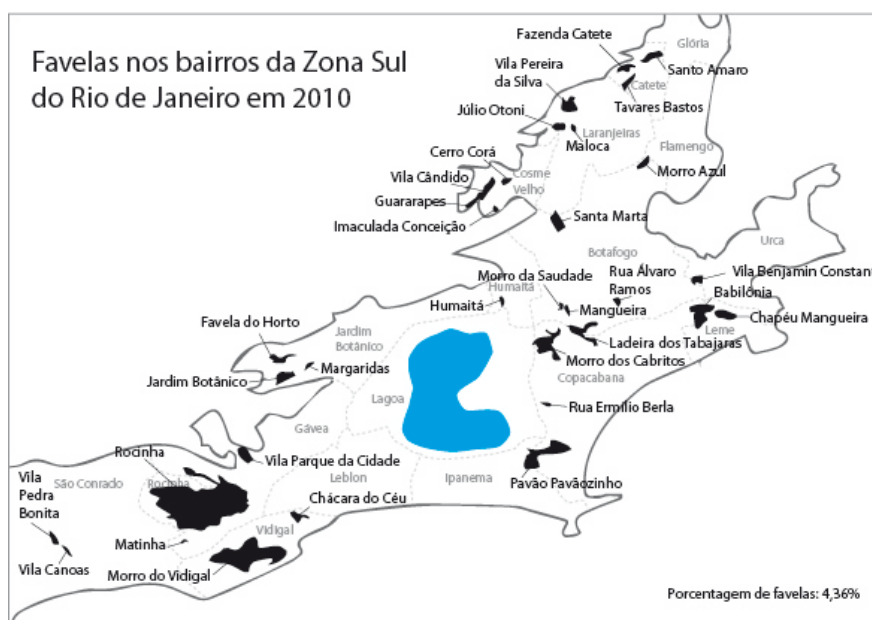 Favelas nos bairros da Zona Sul
do Rio de Janeiro em 2010
Fazenda Catete
Glória
Santo Amaro
Vila Pereira
da Silva
Catete
Tavares Bastos
Júlio Otoni
Maloca
Laranjeiras
Flamengo
Morro Azul
Cerro Corá
Cosme
Velho
Vila Cândido
Guararapes
Imaculada Conceição
Santa Marta
Urca
Botafogo
Morro da Saudade
Rua Álvaro
Ramos
Vila Benjamin Constant
Humaitá
Humaitá
Mangueira
Babilônia
Chapéu Mangueira
Leme
Favela do Horto
Jardim
Botânico
Ladeira dos Tabajaras
Morro dos Cabritos
Margaridas
Jardim Botânico
Copacabana
Lagoa
Rua Ermílio Berla
Gávea
Rocinha
Vila Parque da Cidade
Vila
Pedra
Bonita
São Conrado
Rocinha
Leblon
Ipanema
Pavão Pavãozinho
Chácara do Céu
Vidigal
Matinha
Vila Canoas
Morro do Vidigal
Porcentagem de favelas: 4,36%